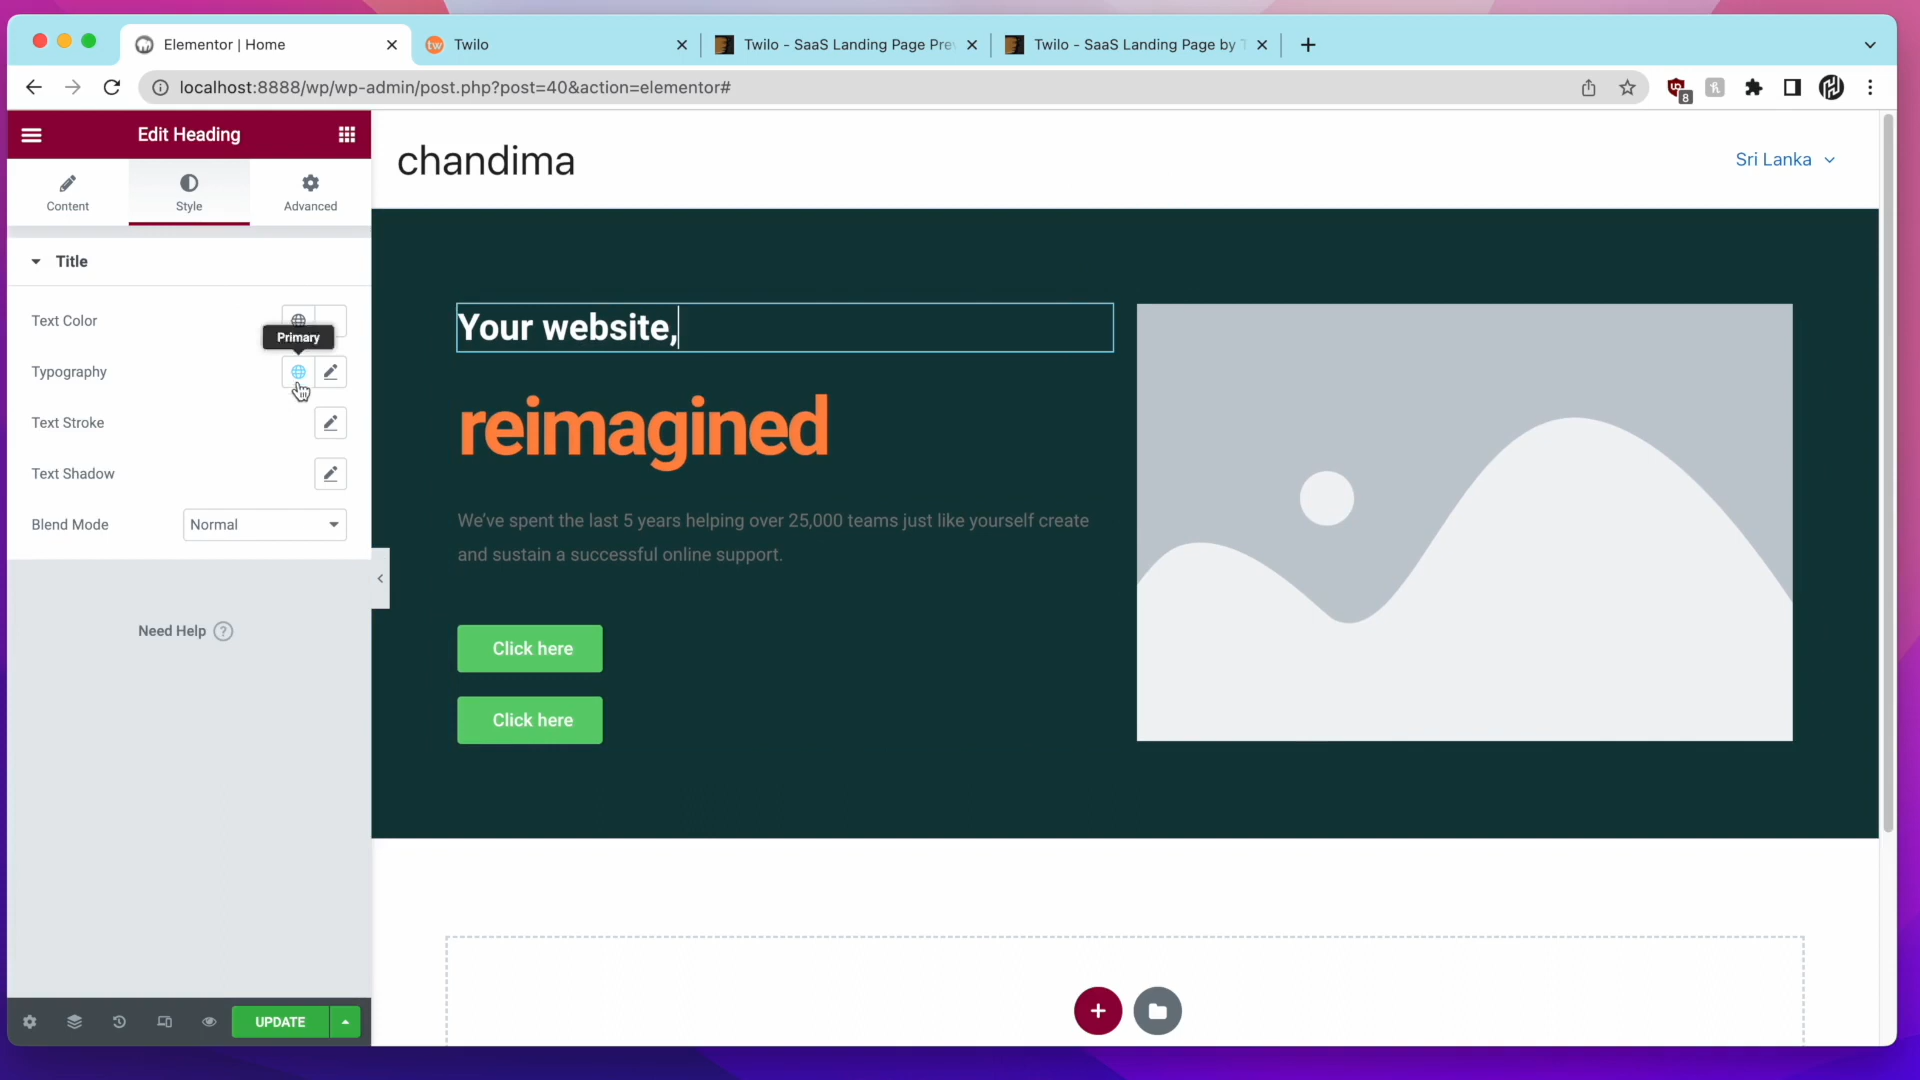 Elementor | Home
Twilo
Twilo - SaaS Landing Page Pre
Twilo - SaaS Landing Page by T
localhost:8888/wp/wp-admin/post.php?post=40&action=elementor#
8
Edit Heading
Content
Style
Advanced
Title
Text Color
Primary
Typography
Text Stroke
Text Shadow
Blend Mode
Normal
Need Help ?
UPDATE
chandima
Sri Lanka
Your website,
reimagined
We've spent the last 5 years helping over 25,000 teams just like yourself create
and sustain a successful online support.
Click here
Click here